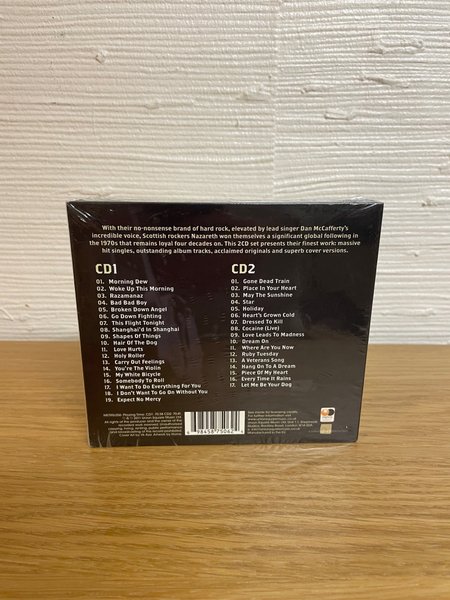 With their no-nonsense brand of hard rock, elevated by lead singer Dan McCafferty's
incredible voice, Scottish rockers Nazareth won themselves a significant global following in
the 1970s that remains loyal four decades on. This 2CD set presents their finest work: massive
hit singles, outstanding album tracks, acclaimed originals and superb cover versions.
CD1
01. Morning Dew
02. Woke Up This Morning
03. Razamanaz
04. Bad Bad Boy
05. Broken Down Angel
06. Go Down Fighting
07. This Flight Tonight
08. Shanghai'd in Shanghai
09. Shapes Of Things
10. Hair Of The Dog
11. Love Hurts
12. Holy Roller
13. Carry Out Feelings
14. You're The Violin
15. My White Bicycle
16. Somebody To Roll
17. I Want To Do Everything For You
18. I Don't Want To Go On Without You
19. Expect No Mercy
CD2
01. Gone Dead Train
02. Place In Your Heart
03. May The Sunshine
04. Star
05. Holiday
06. Heart's Grown Cold
07. Dressed To Kill
08. Cocaine (Live)
09. Love Leads To Madness
10. Dream On
11. Where Are You Now
12. Ruby Tuesday
13. A Veterans Song
14. Hang On To A Dream
15. Piece Of My Heart
16. Every Time It Rains
17. Let Me Be Your Dog
698458750624